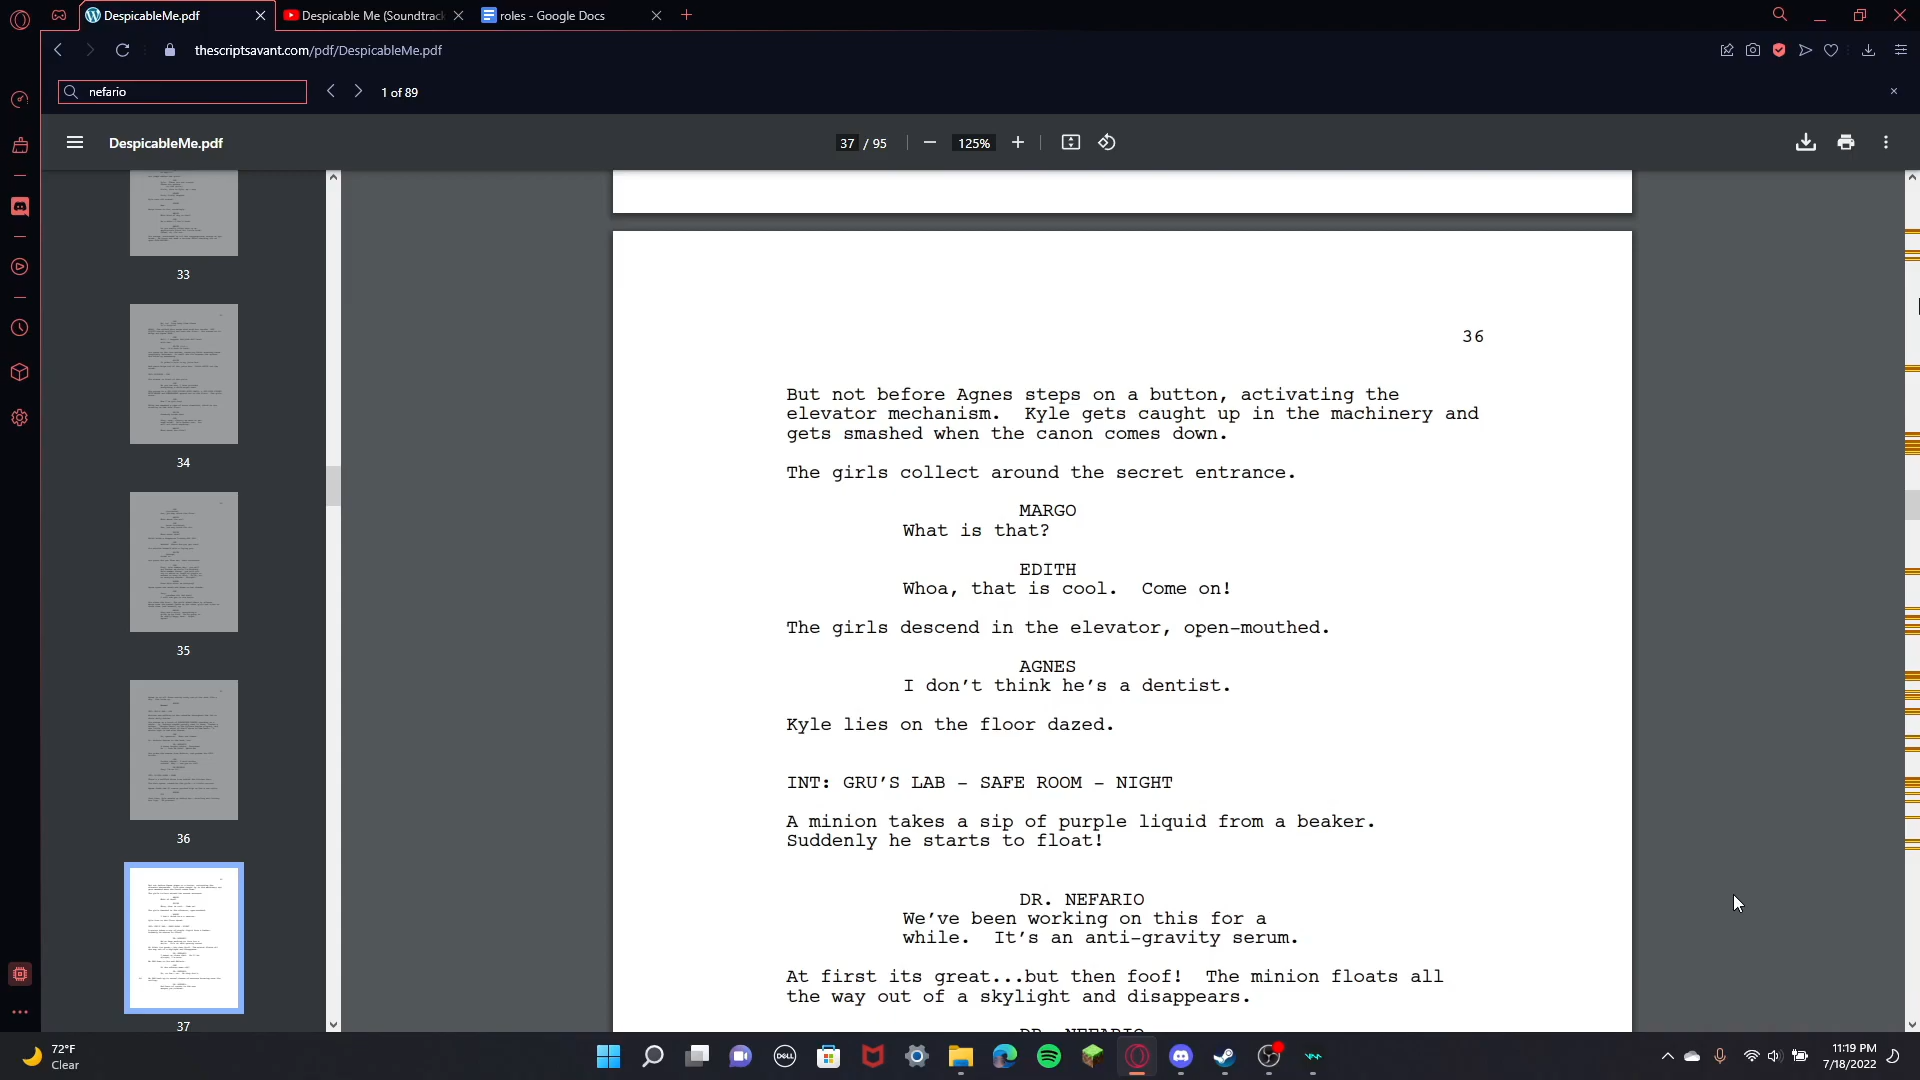 DespicableMe.pdf
Despicable Me (Soundtrac
roles - Google Docs
thescriptsavant.com/pdf/DespicableMe.pdf
nefario
1 of 89
DespicableMe.pdf
37 / 95
125%
33
34
35
36
37
36
But not before Agnes steps on a button, activating the
elevator mechanism. Kyle gets caught up in the machinery and
gets smashed when the canon comes down.
The girls collect around the secret entrance.
MARGO
What is that?
EDITH
Whoa, that is cool. Come on!
The girls descend in the elevator, open-mouthed.
AGNES
I don't think he's a dentist.
Kyle lies on the floor dazed.
INT: GRU'S LAB – SAFE ROOM – NIGHT
A minion takes a sip of purple liquid from a beaker.
Suddenly he starts to float!
DR. NEFARIO
We've been working on this for a
while. It's an anti-gravity serum.
At first its great...but then foof! The minion floats all
the way out of a skylight and disappears.
DR. NEFARIO
72°F
Clear
DELL
11:19 PM
7/18/2022